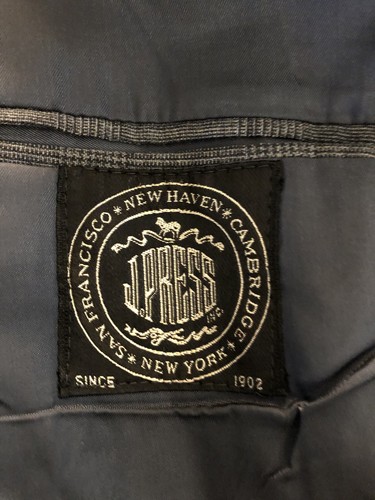 SAN FRANCISCO * NEW HAVEN * CAMBRIDGE * NEW YORK *
J. PRESS
INC.
SINCE 1902